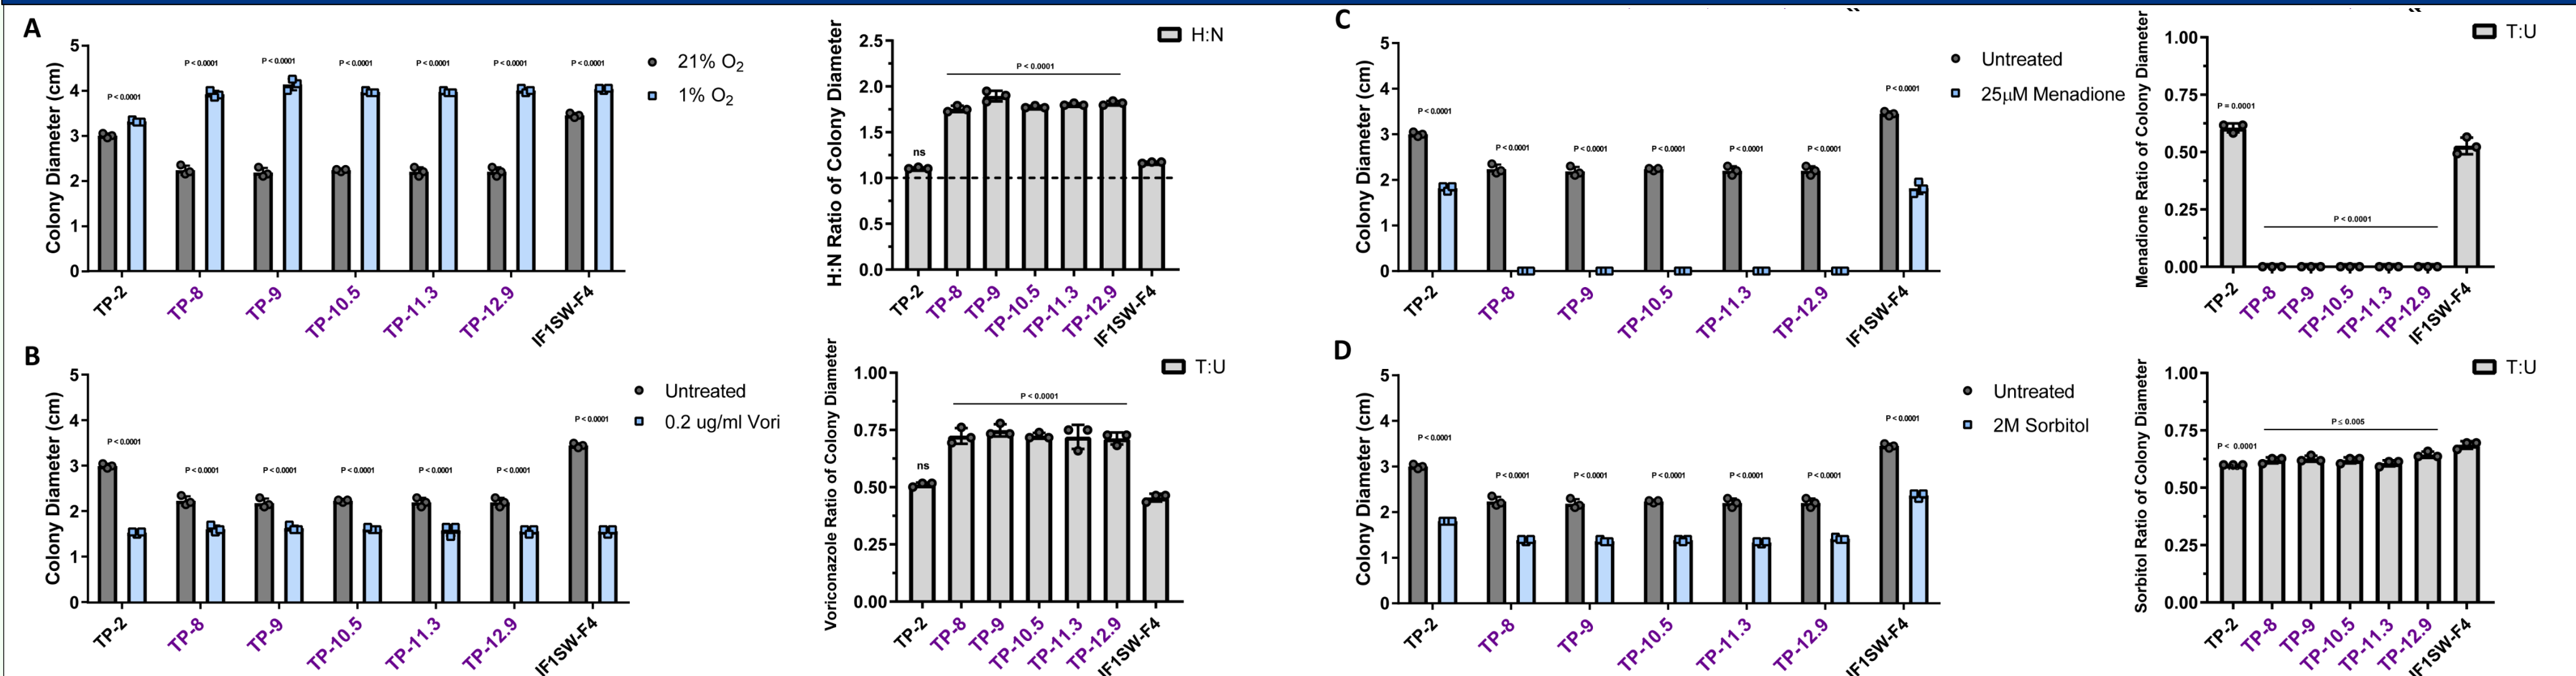 A
Colony Diameter (cm)
5
4
3
2
1
0
P < 0.0001
P < 0.0001
P < 0.0001
P < 0.0001
P < 0.0001
P < 0.0001
P < 0.0001
21% O2
1% O2
TP-2
TP-8
TP-9
TP-10.5
TP-11.3
TP-12.9
IF1SW-F4
H:N Ratio of Colony Diameter
2.5
2.0
1.5
1.0
0.5
0.0
H:N
P < 0.0001
ns
TP-2
TP-8
TP-9
TP-10.5
TP-11.3
TP-12.9
IF1SW-F4
B
Colony Diameter (cm)
5
4
3
2
1
0
P < 0.0001
P < 0.0001
P < 0.0001
P < 0.0001
P < 0.0001
P < 0.0001
P < 0.0001
Untreated
0.2 ug/ml Vori
TP-2
TP-8
TP-9
TP-10.5
TP-11.3
TP-12.9
IF1SW-F4
Voriconazole Ratio of Colony Diameter
1.00
0.75
0.50
0.25
0.00
T:U
P < 0.0001
ns
TP-2
TP-8
TP-9
TP-10.5
TP-11.3
TP-12.9
IF1SW-F4
C
Colony Diameter (cm)
5
4
3
2
1
0
P < 0.0001
P < 0.0001
P < 0.0001
P < 0.0001
P < 0.0001
P < 0.0001
P < 0.0001
Untreated
25μM Menadione
TP-2
TP-8
TP-9
TP-10.5
TP-11.3
TP-12.9
IF1SW-F4
Menadione Ratio of Colony Diameter
1.00
0.75
0.50
0.25
0.00
T:U
P = 0.0001
P < 0.0001
TP-2
TP-8
TP-9
TP-10.5
TP-11.3
TP-12.9
IF1SW-F4
D
Colony Diameter (cm)
5
4
3
2
1
0
P < 0.0001
P < 0.0001
P < 0.0001
P < 0.0001
P < 0.0001
P < 0.0001
P < 0.0001
Untreated
2M Sorbitol
TP-2
TP-8
TP-9
TP-10.5
TP-11.3
TP-12.9
IF1SW-F4
Sorbitol Ratio of Colony Diameter
1.00
0.75
0.50
0.25
0.00
T:U
P < 0.0001
P ≤ 0.005
TP-2
TP-8
TP-9
TP-10.5
TP-11.3
TP-12.9
IF1SW-F4